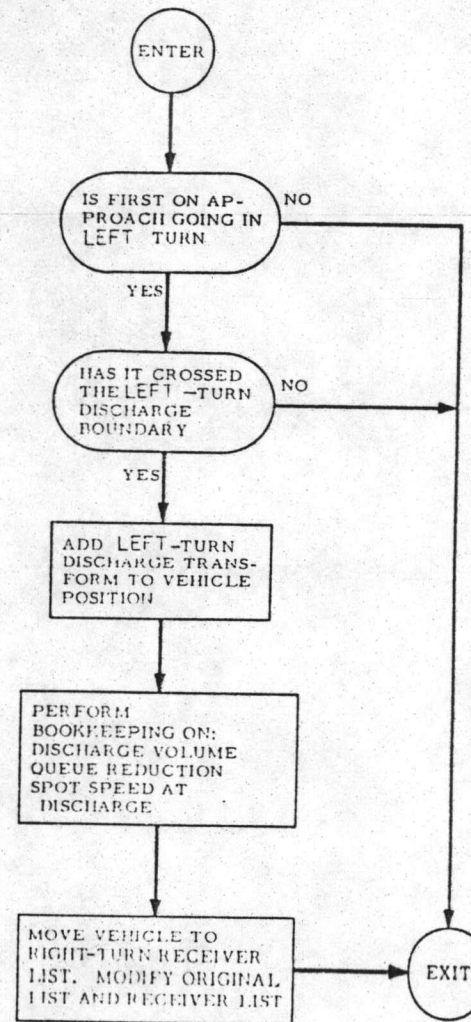 ENTER
IS FIRST ON AP-
PROACH GOING IN
LEFT TURN
NO
YES
HAS IT CROSSED
THE LEFT -TURN
DISCHARGE
BOUNDARY
NO
YES
ADD LEFT-TURN
DISCHARGE TRANS-
FORM TO VEHICLE
POSITION
PERFORM
BOOKKEEPING ON:
DISCHARGE VOLUME
QUEUE REDUCTION
SPOT SPEED AT
DISCHARGE
MOVE VEHICLE TO
RIGHT-TURN RECEIVER
LIST. MODIFY ORIGINAL
LIST AND RECEIVER LIST
EXIT